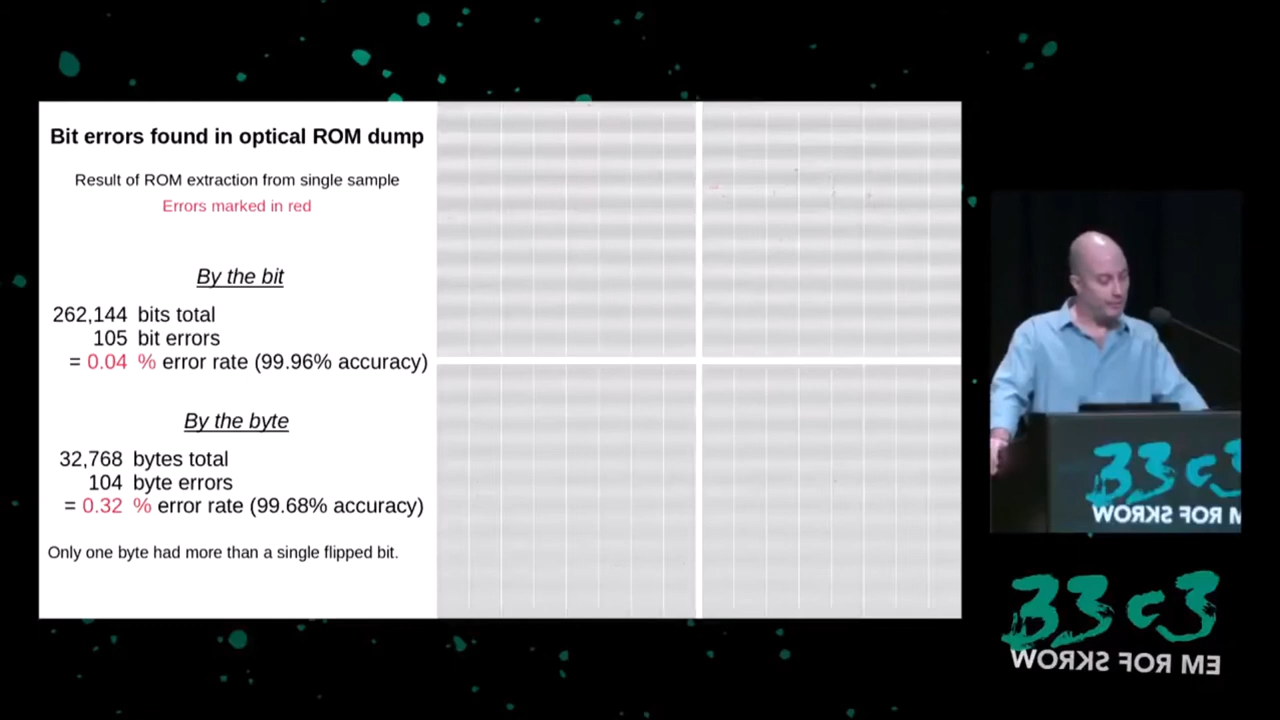 Bit errors found in optical ROM dump
Result of ROM extraction from single sample
Errors marked in red
By the bit
262,144 bits total
105 bit errors
= 0.04 % error rate (99.96% accuracy)
By the byte
32,768 bytes total
104 byte errors
= 0.32 % error rate (99.68% accuracy)
Only one byte had more than a single flipped bit.
33c3
WORKS FOR M
33c3
WORKS FOR ME